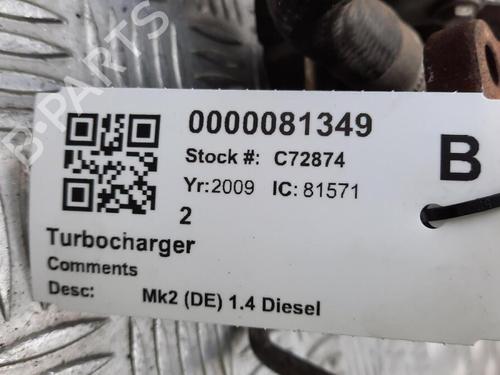 0000081349
B
Stock #: C72874
Yr: 2009 IC: 81571
2
Turbocharger
Comments
Desc: Mk2 (DE) 1.4 Diesel
B-PARTS